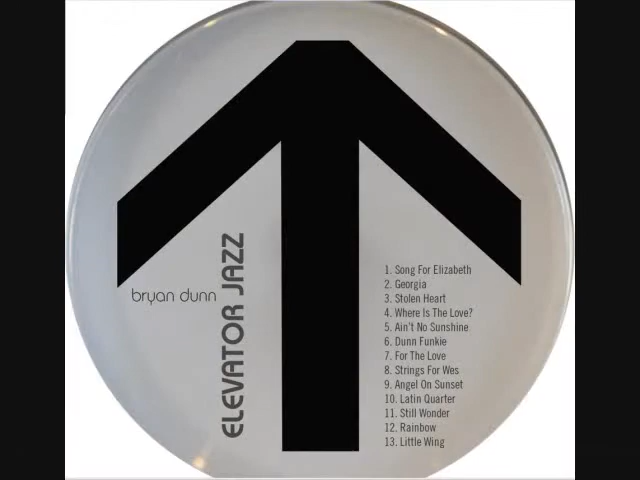 bryan dunn
ELEVATOR JAZZ
1. Song For Elizabeth
2. Georgia
3. Stolen Heart
4. Where Is The Love?
5. Ain't No Sunshine
6. Dunn Funkie
7. For The Love
8. Strings For Wes
9. Angel On Sunset
10. Latin Quarter
11. Still Wonder
12. Rainbow
13. Little Wing